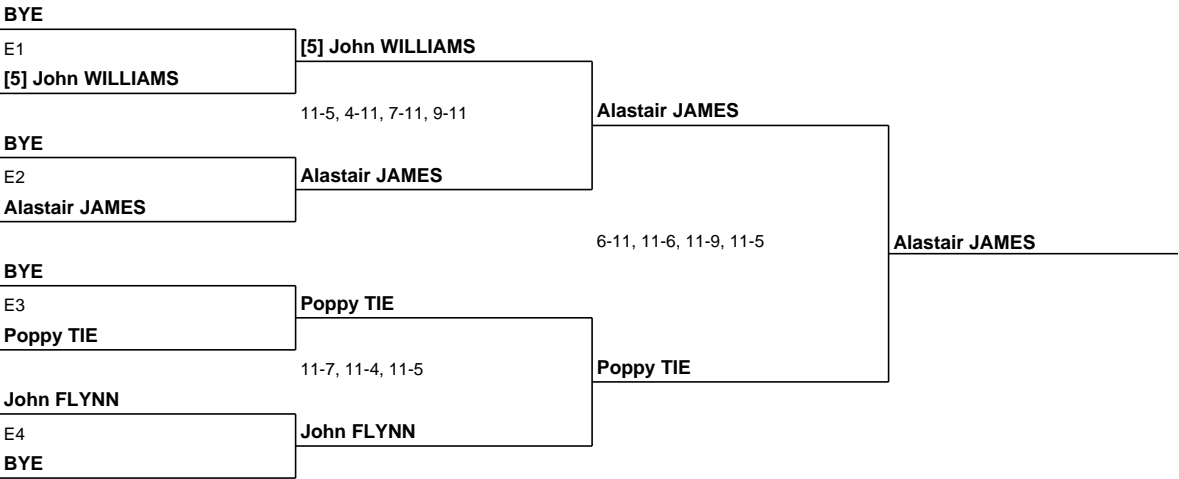 BYE
E1
[5] John WILLIAMS
[5] John WILLIAMS
11-5, 4-11, 7-11, 9-11
Alastair JAMES
BYE
E2
Alastair JAMES
Alastair JAMES
6-11, 11-6, 11-9, 11-5
Alastair JAMES
BYE
E3
Poppy TIE
Poppy TIE
11-7, 11-4, 11-5
Poppy TIE
John FLYNN
E4
John FLYNN
BYE